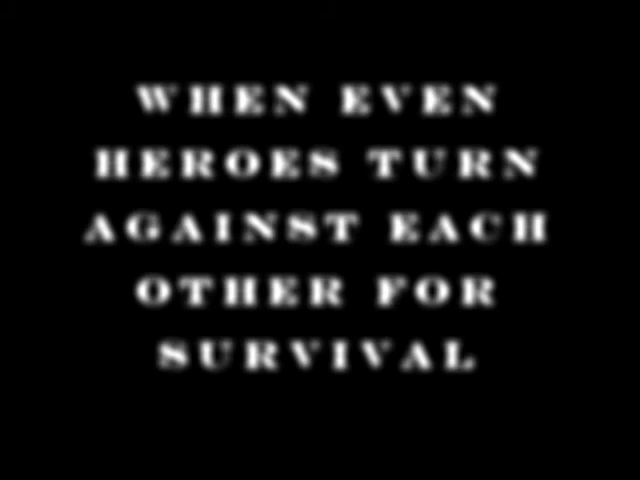 WHEN EVEN
HEROES TURN
AGAINST EACH
OTHER FOR
SURVIVAL